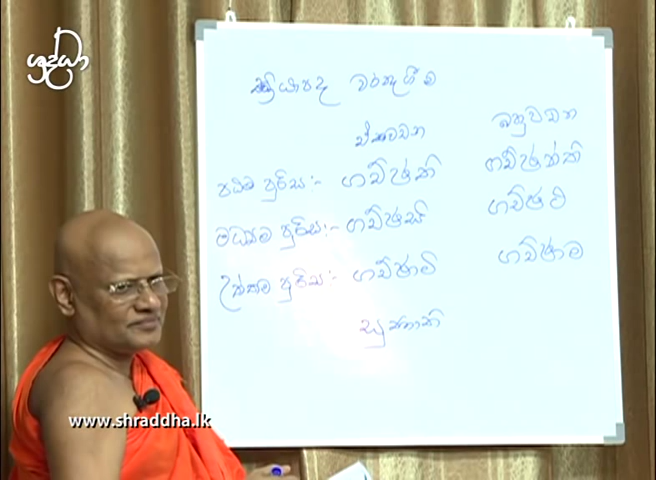 ශ්‍රද්ධා
ක්‍රියාපද වරනැගීම
ඒකවචන බහුවචන
පඨම පුරිස:- ගච්ඡති ගච්ඡන්ති
මධ්‍යම පුරිස:- ගච්ඡසි ගච්ඡථ
උත්තම පුරිස:- ගච්ඡාමි ගච්ඡාම
සුණාති
www.shraddha.lk